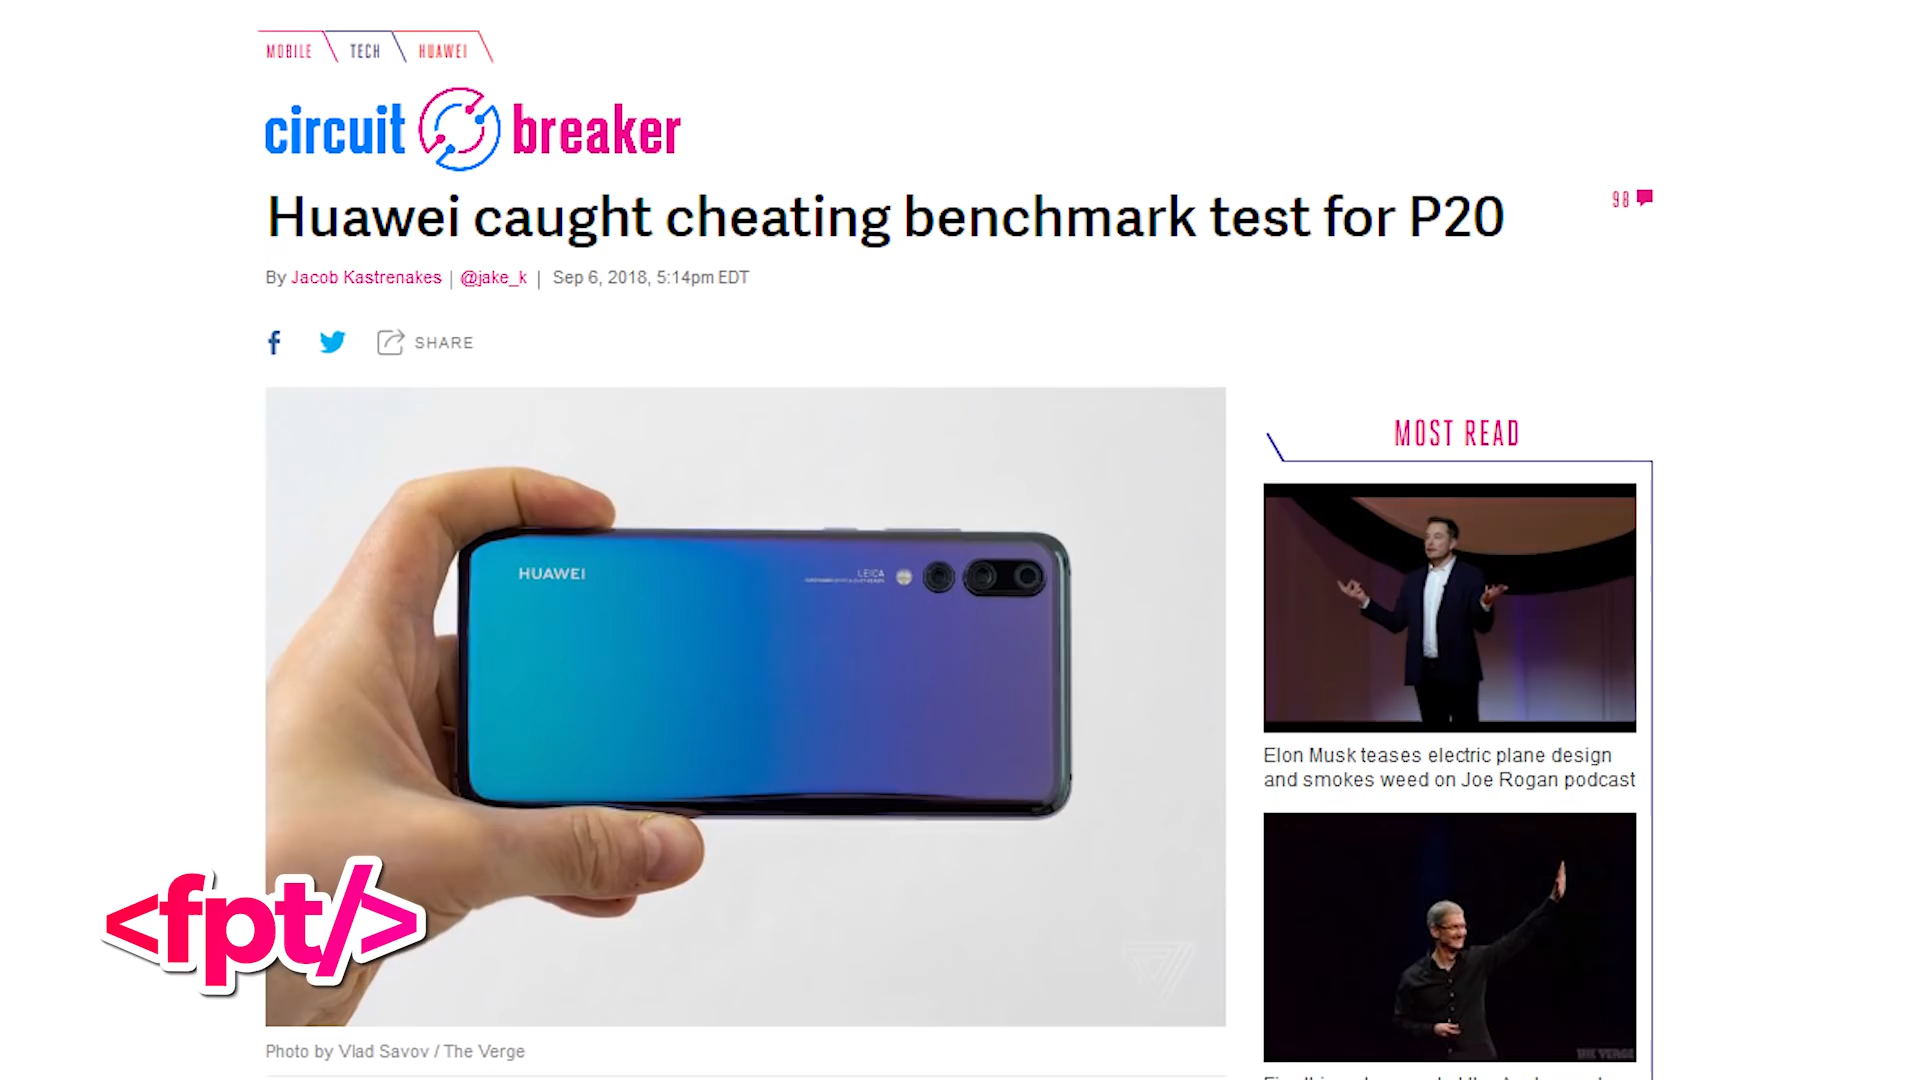 MOBILE
TECH
HUAWEI
circuit breaker
Huawei caught cheating benchmark test for P20
98
By Jacob Kastrenakes | @jake_k | Sep 6, 2018, 5:14pm EDT
SHARE
MOST READ
HUAWEI
LEICA
Elon Musk teases electric plane design
and smokes weed on Joe Rogan podcast
<fpt/>
THE VERGE
Photo by Vlad Savov / The Verge